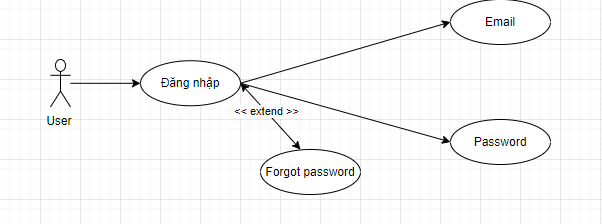 Email
Đăng nhập
<< extend >>
User
Password
Forgot password